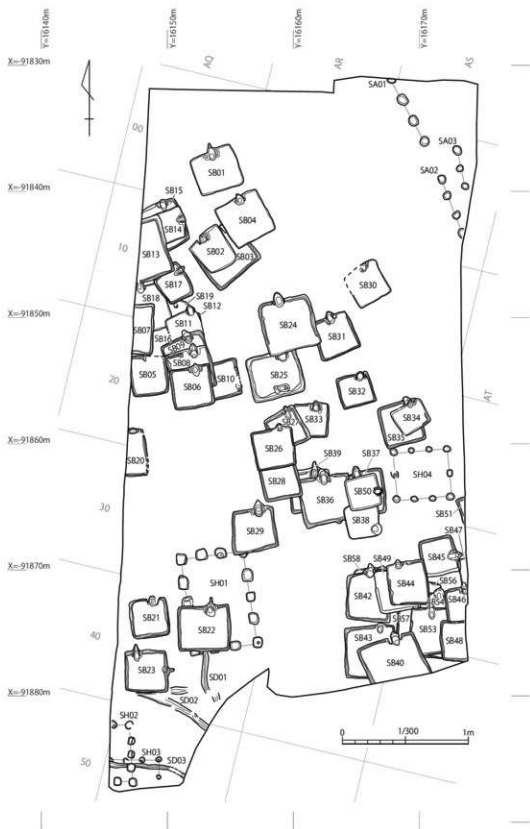 Y=16140m
Y=16150m
Y=16160m
Y=16170m
X=-91830m
AQ
AR
AS
SA01
00
SA03
SB01
SA02
X=-91840m
SB15
SB04
SB14
SB02
SB13
SB03
10
SB17
SB30
SB18
SB19
SB12
X=-91850m
SB07
SB11
SB24
SB31
SB16
SB09
SB08
SB05
SB06
SB10
SB25
SB32
20
AT
SB34
SB27
SB33
SB35
X=-91860m
SB26
SB20
SB39
SB37
SB28
SB50
SH04
SB36
30
SB51
SB38
SB29
SB47
SB58
SB49
SB45
X=-91870m
SH01
SB44
SB56
SB42
SB54
SB46
SB21
SB57
SB22
SB53
40
SB43
SB48
SB23
SB40
SD01
X=-91880m
SD02
SH02
SH03
SD03
50
0
1/300
1m